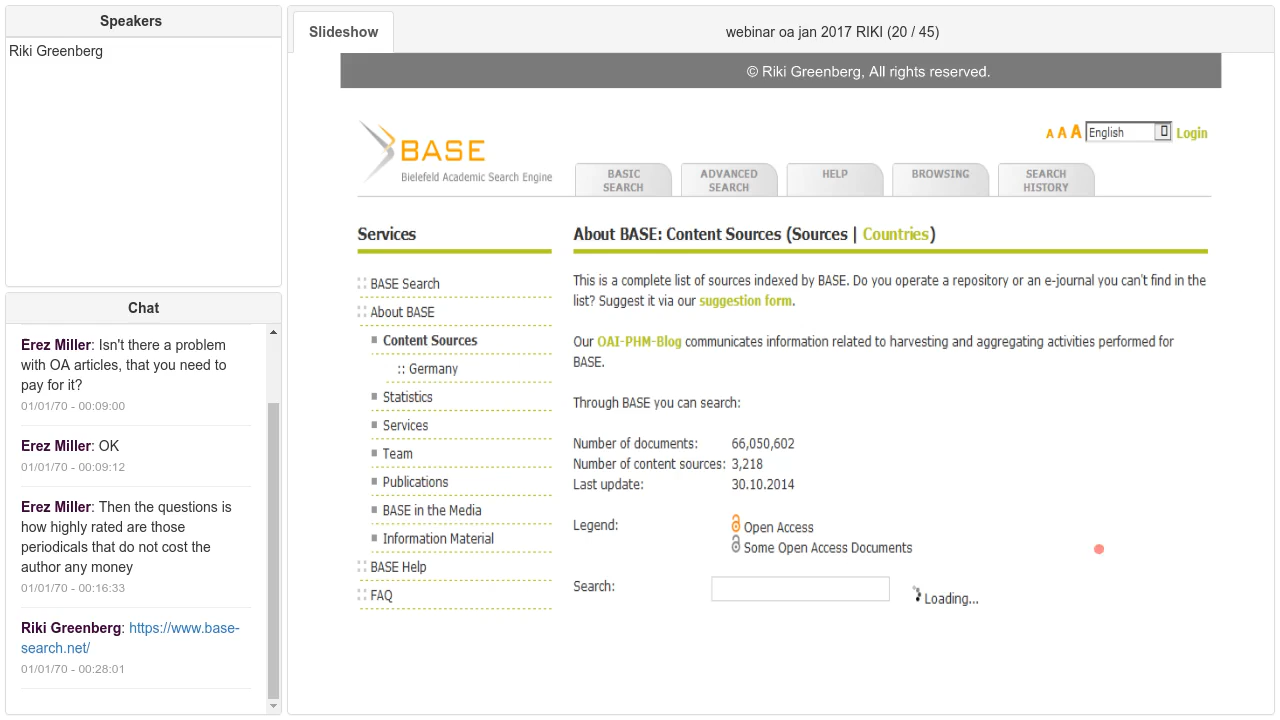 Speakers
Riki Greenberg
Chat
Erez Miller: Isn't there a problem
with OA articles, that you need to
pay for it?
01/01/70 - 00:09:00
Erez Miller: OK
01/01/70 - 00:09:12
Erez Miller: Then the questions is
how highly rated are those
periodicals that do not cost the
author any money
01/01/70 - 00:16:33
Riki Greenberg: https://www.base-
search.net/
01/01/70 - 00:28:01
Slideshow
webinar oa jan 2017 RIKI (20 / 45)
© Riki Greenberg, All rights reserved.
BASE
Bielefeld Academic Search Engine
A A A English Login
BASIC
SEARCH
ADVANCED
SEARCH
HELP
BROWSING
SEARCH
HISTORY
Services
:: BASE Search
:: About BASE
Content Sources
:: Germany
Statistics
Services
Team
Publications
BASE in the Media
Information Material
:: BASE Help
:: FAQ
About BASE: Content Sources (Sources | Countries)
This is a complete list of sources indexed by BASE. Do you operate a repository or an e-journal you can't find in the
list? Suggest it via our suggestion form.
Our OAI-PHM-Blog communicates information related to harvesting and aggregating activities performed for
BASE.
Through BASE you can search:
Number of documents: 66,050,602
Number of content sources: 3,218
Last update: 30.10.2014
Legend: Open Access
Some Open Access Documents
Search: Loading...